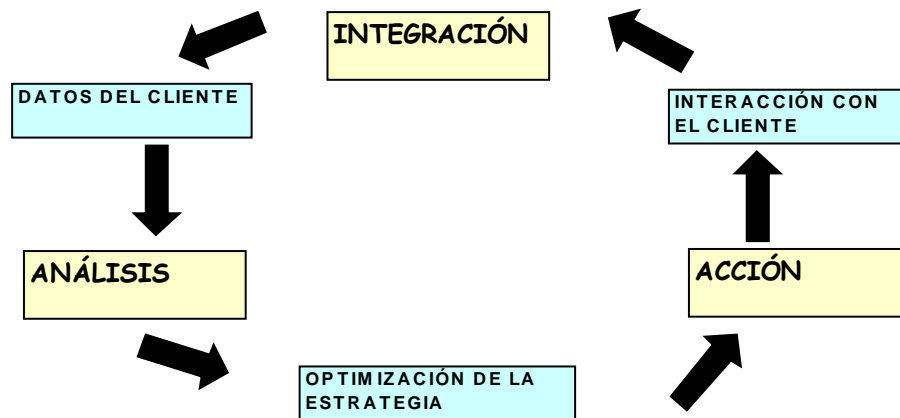 INTEGRACIÓN
DATOS DEL CLIENTE
INTERACCIÓN CON
EL CLIENTE
ANÁLISIS
ACCIÓN
OPTIMIZACIÓN DE LA
ESTRATEGIA